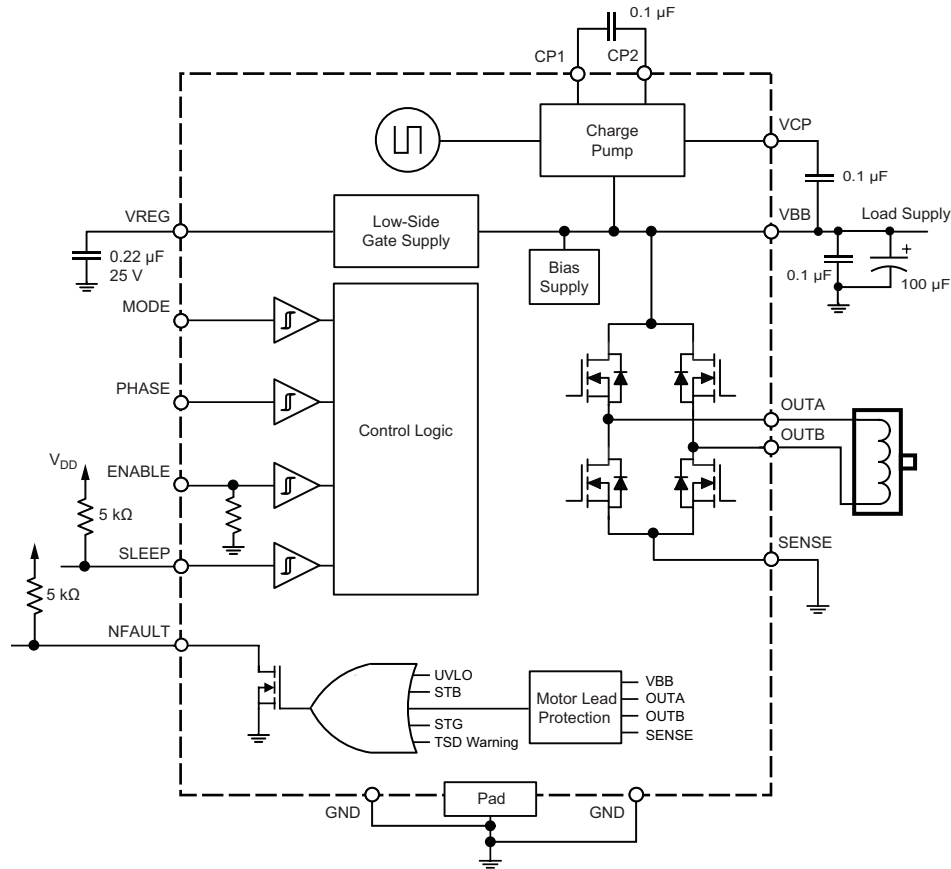 0.1 µF
CP1
CP2
Charge
Pump
VCP
0.1 µF
VREG
Low-Side
Gate Supply
VBB
Load Supply
0.22 µF
25 V
Bias
Supply
0.1 µF
+
100 µF
MODE
PHASE
Control Logic
OUTA
OUTB
VDD
ENABLE
5 kΩ
SLEEP
SENSE
5 kΩ
NFAULT
UVLO
STB
STG
TSD Warning
Motor Lead
Protection
VBB
OUTA
OUTB
SENSE
GND
Pad
GND